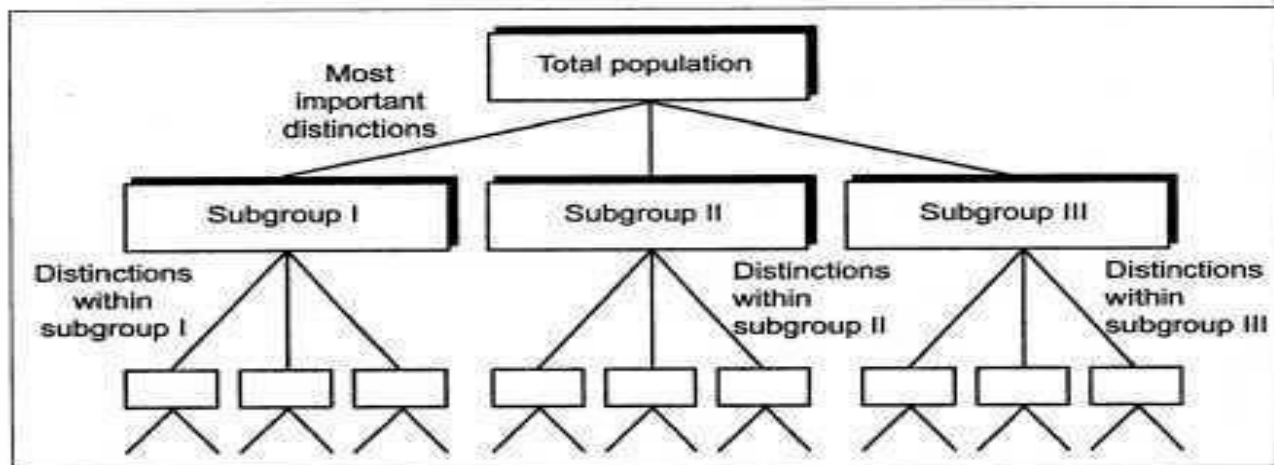 Total population
Most
important
distinctions
Subgroup I
Subgroup II
Subgroup III
Distinctions
within
subgroup I
Distinctions
within
subgroup II
Distinctions
within
subgroup III